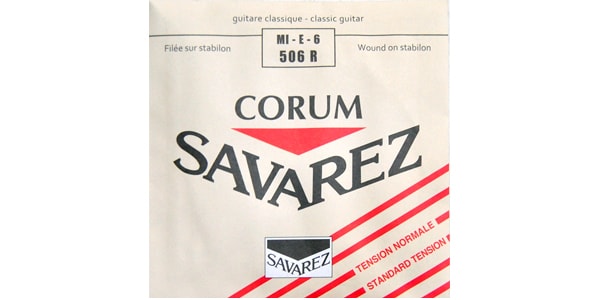 guitare classique - classic guitar
MI - E - 6
506 R
Filée sur stabilon
Wound on stabilon
CORUM
SAVAREZ
SAVAREZ
TENSION NORMALE
STANDARD TENSION